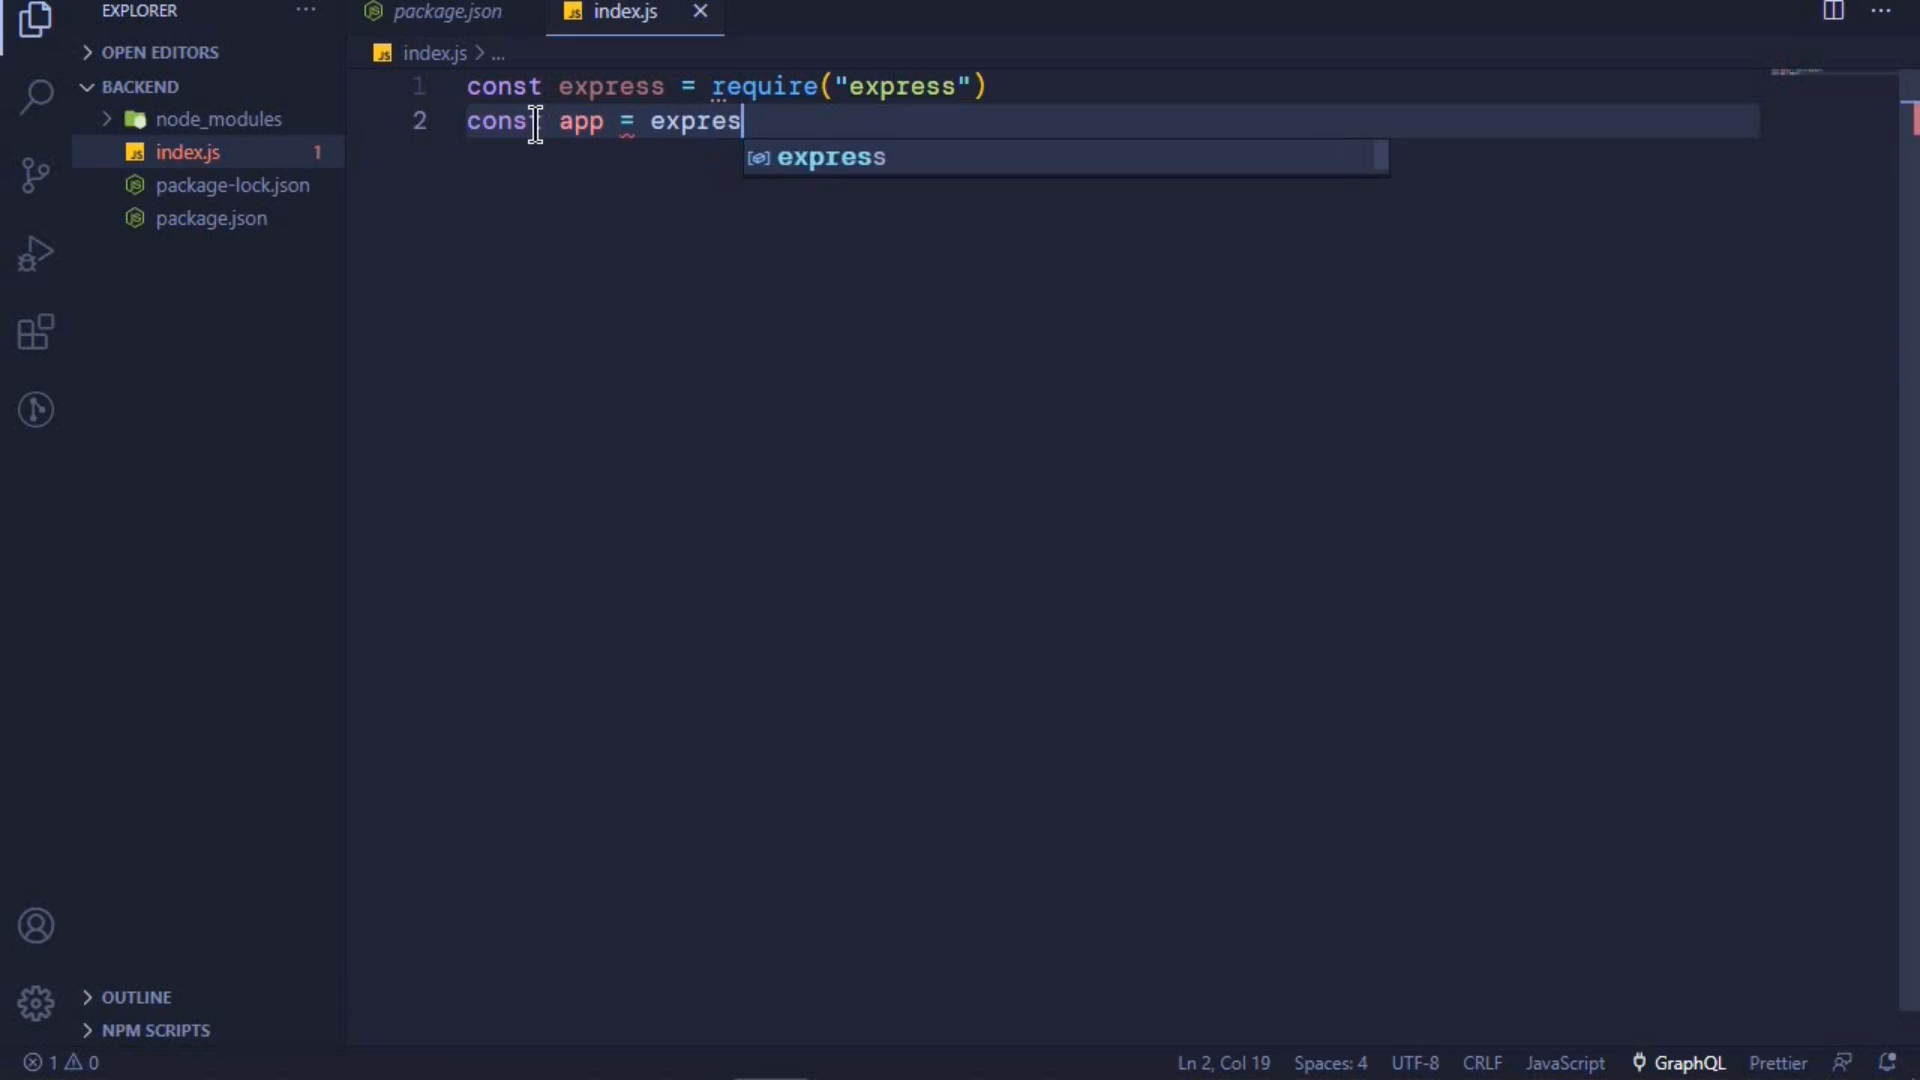 EXPLORER ...
OPEN EDITORS
BACKEND
node_modules
index.js 1
package-lock.json
package.json
OUTLINE
NPM SCRIPTS
package.json index.js
index.js > ...
1 const express = require("express")
2 const app = expres
express
1 0 Ln 2, Col 19 Spaces: 4 UTF-8 CRLF JavaScript GraphQL Prettier